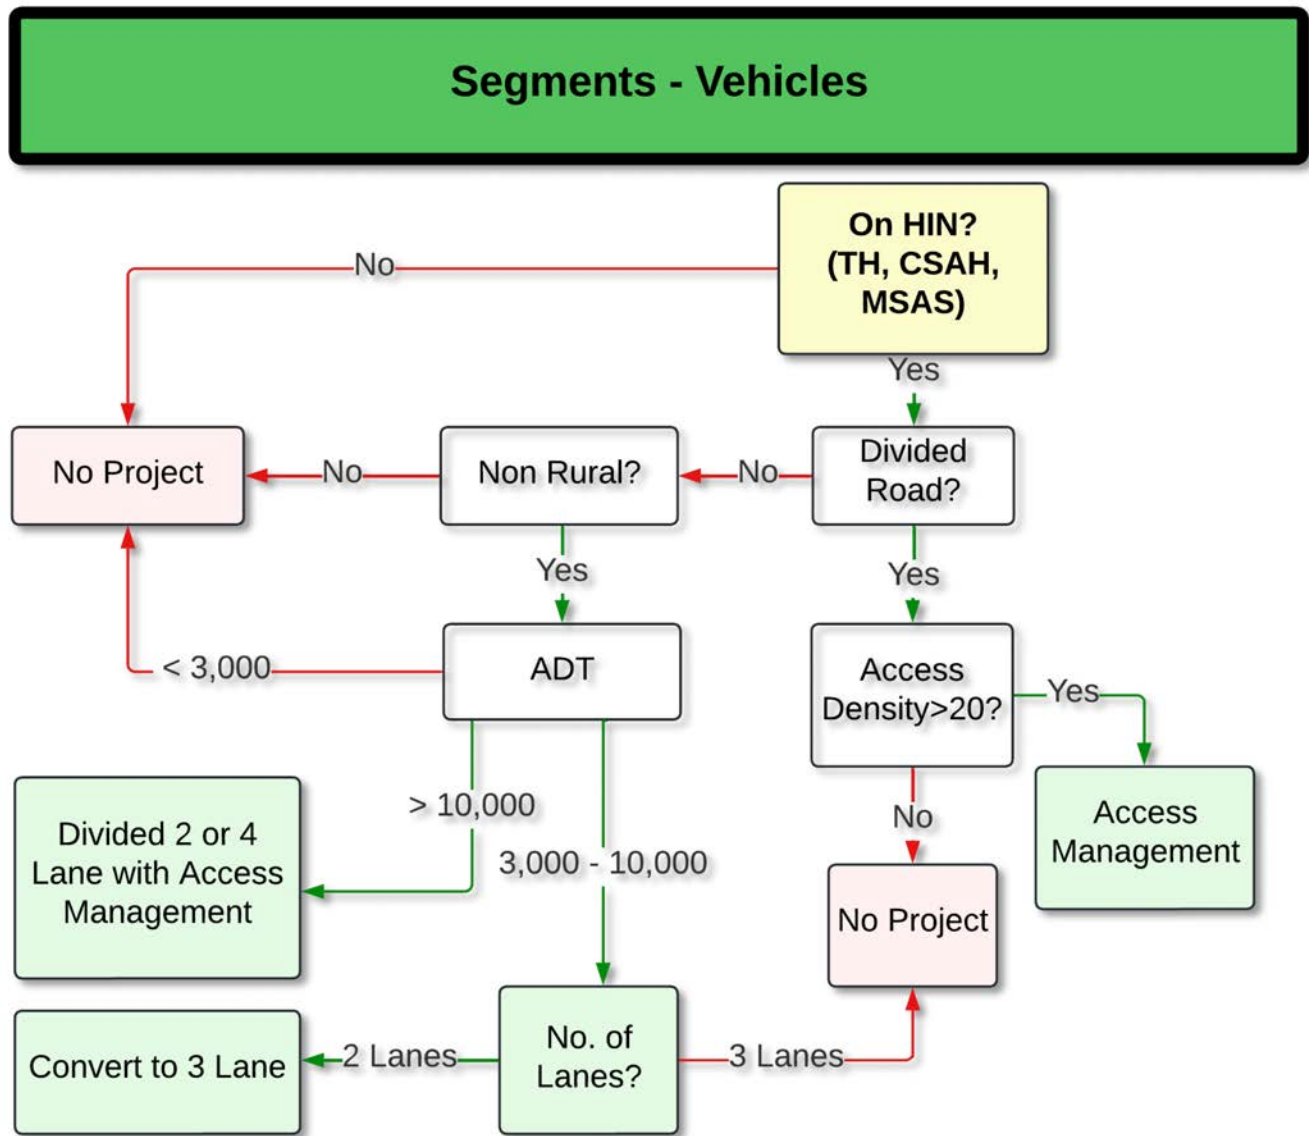 Segments - Vehicles
On HIN?
(TH, CSAH,
MSAS)
No
Yes
No Project
No
Non Rural?
No
Divided
Road?
Yes
Yes
< 3,000
ADT
Access
Density>20?
Yes
> 10,000
3,000 - 10,000
No
Access
Management
Divided 2 or 4
Lane with Access
Management
No Project
Convert to 3 Lane
2 Lanes
No. of
Lanes?
3 Lanes